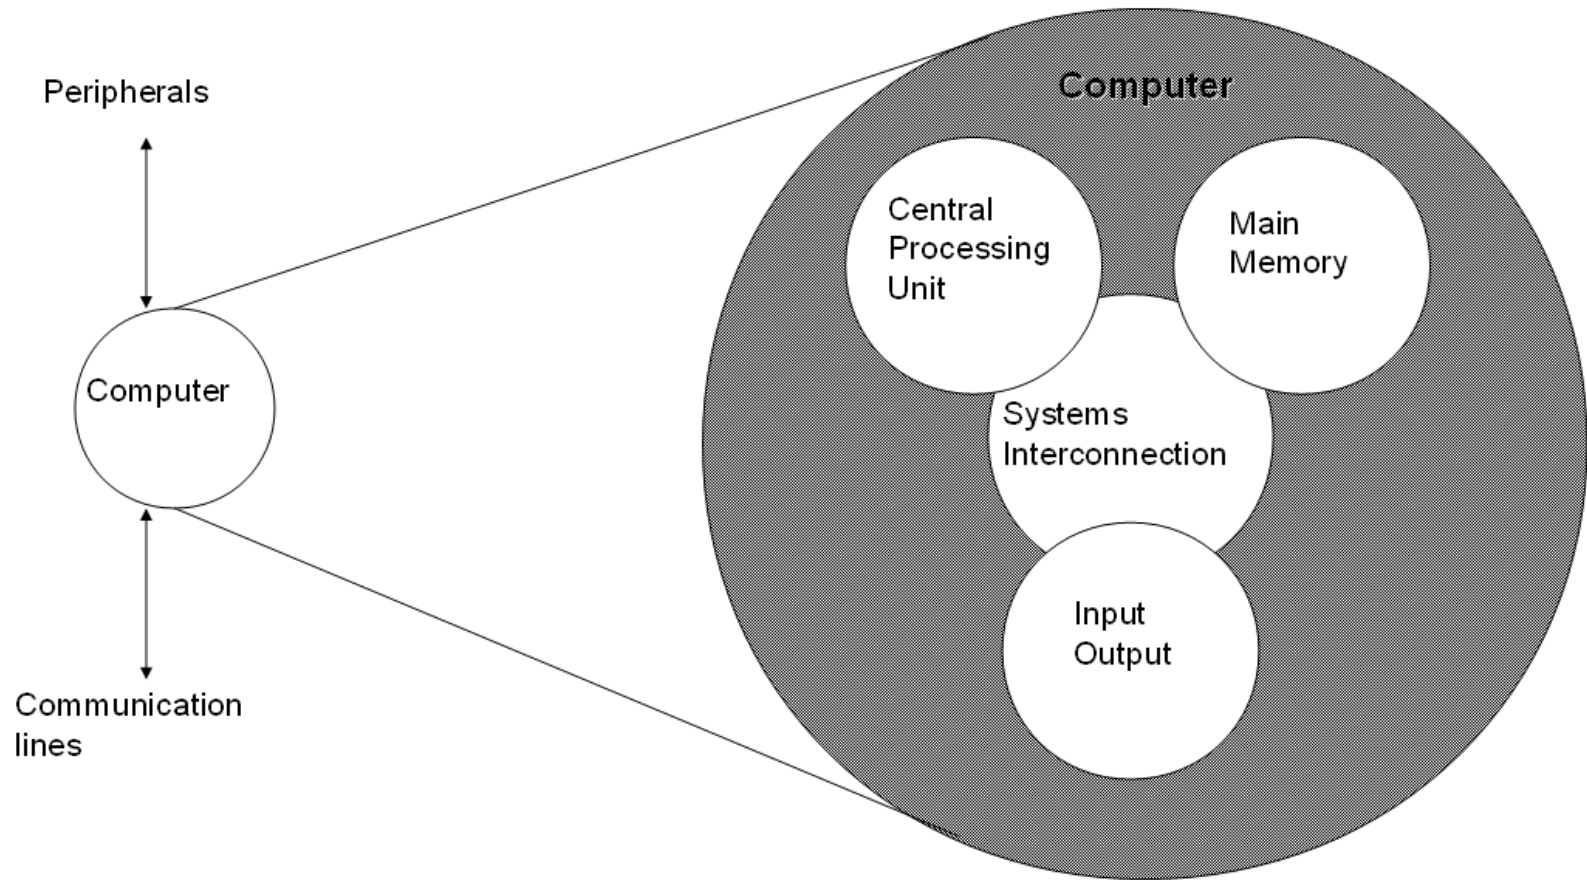 Peripherals
Computer
Communication
lines
Computer
Central
Processing
Unit
Main
Memory
Systems
Interconnection
Input
Output